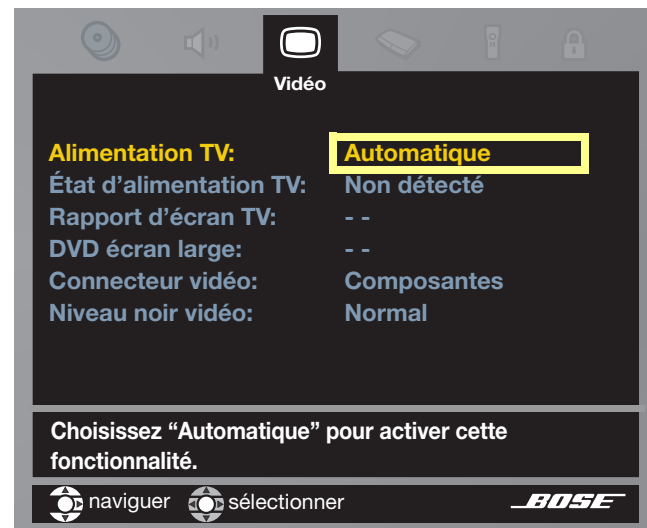 Vidéo
Alimentation TV: Automatique
État d’alimentation TV: Non détecté
Rapport d’écran TV: - -
DVD écran large: - -
Connecteur vidéo: Composantes
Niveau noir vidéo: Normal
Choisissez “Automatique” pour activer cette
fonctionnalité.
naviguer sélectionner BOSE